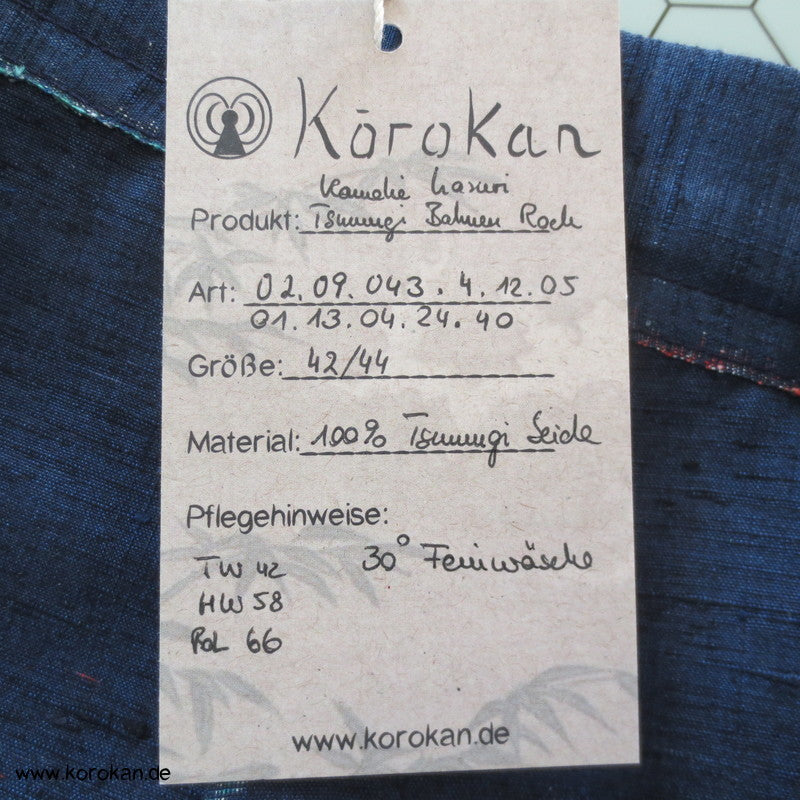 Kōrokan
Kamelie kasuri
Produkt: Tsumugi Bahnen Rock
Art: 02.09.043.4.12.05
01.13.04.24.40
Größe: 42/44
Material: 100% Tsumugi Seide
Pflegehinweise:
TW 42 30° Feinwäsche
HW 58
RoL 66
www.korokan.de
www.korokan.de